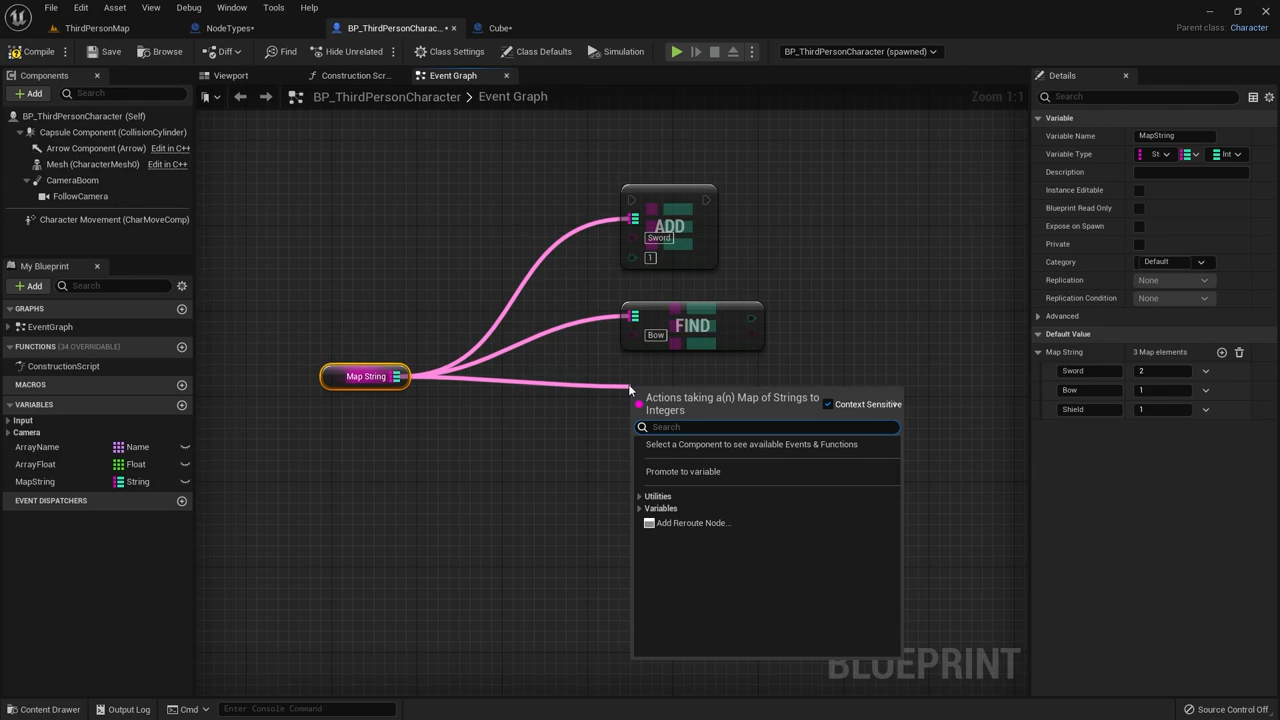 File Edit Asset View Debug Window Tools Help
ThirdPersonMap NodeTypes* BP_ThirdPersonCharac... Cube* Parent class: Character
Compile Save Browse Diff Find Hide Unrelated Class Settings Class Defaults Simulation BP_ThirdPersonCharacter (spawned)
Components Viewport Construction Scr... Event Graph Details
Add Search BP_ThirdPersonCharacter > Event Graph Zoom 1:1 Search
BP_ThirdPersonCharacter (Self)
Capsule Component (CollisionCylinder)
Arrow Component (Arrow) Edit in C++
Mesh (CharacterMesh0) Edit in C++
CameraBoom
FollowCamera
Character Movement (CharMoveComp)
My Blueprint
Add Search
GRAPHS
EventGraph
FUNCTIONS (34 OVERRIDABLE)
ConstructionScript
MACROS
VARIABLES
Input
Camera
ArrayName Name
ArrayFloat Float
MapString String
EVENT DISPATCHERS
ADD
Sword
1
FIND
Bow
Map String
Actions taking a(n) Map of Strings to
Integers
Context Sensitive
Search
Select a Component to see available Events & Functions
Promote to variable
Utilities
Variables
Add Reroute Node...
BLUEPRINT
Variable
Variable Name MapString
Variable Type St Int
Description
Instance Editable
Blueprint Read Only
Expose on Spawn
Private
Category Default
Replication None
Replication Condition None
Advanced
Default Value
Map String 3 Map elements
Sword 2
Bow 1
Shield 1
Content Drawer Output Log Cmd Enter Console Command Source Control Off